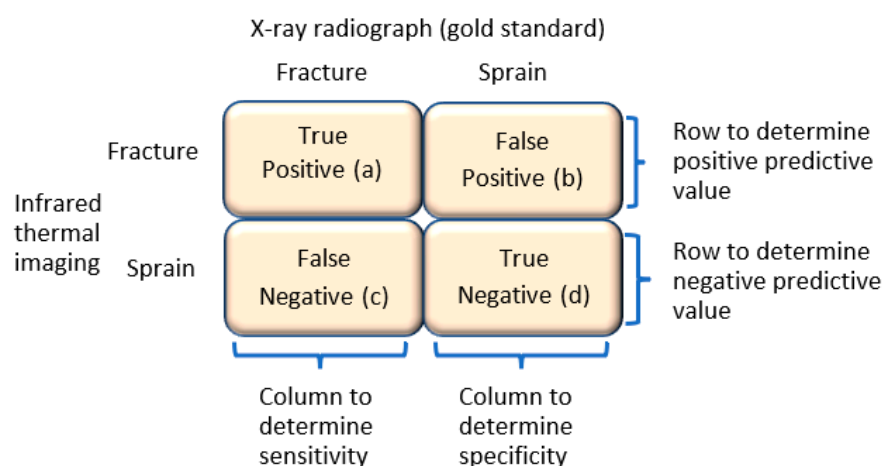 X-ray radiograph (gold standard)
Fracture
Sprain
Fracture
True
Positive (a)
False
Positive (b)
Row to determine
positive predictive
value
Infrared
thermal
imaging
Sprain
False
Negative (c)
True
Negative (d)
Row to determine
negative predictive
value
Column to
determine
sensitivity
Column to
determine
specificity